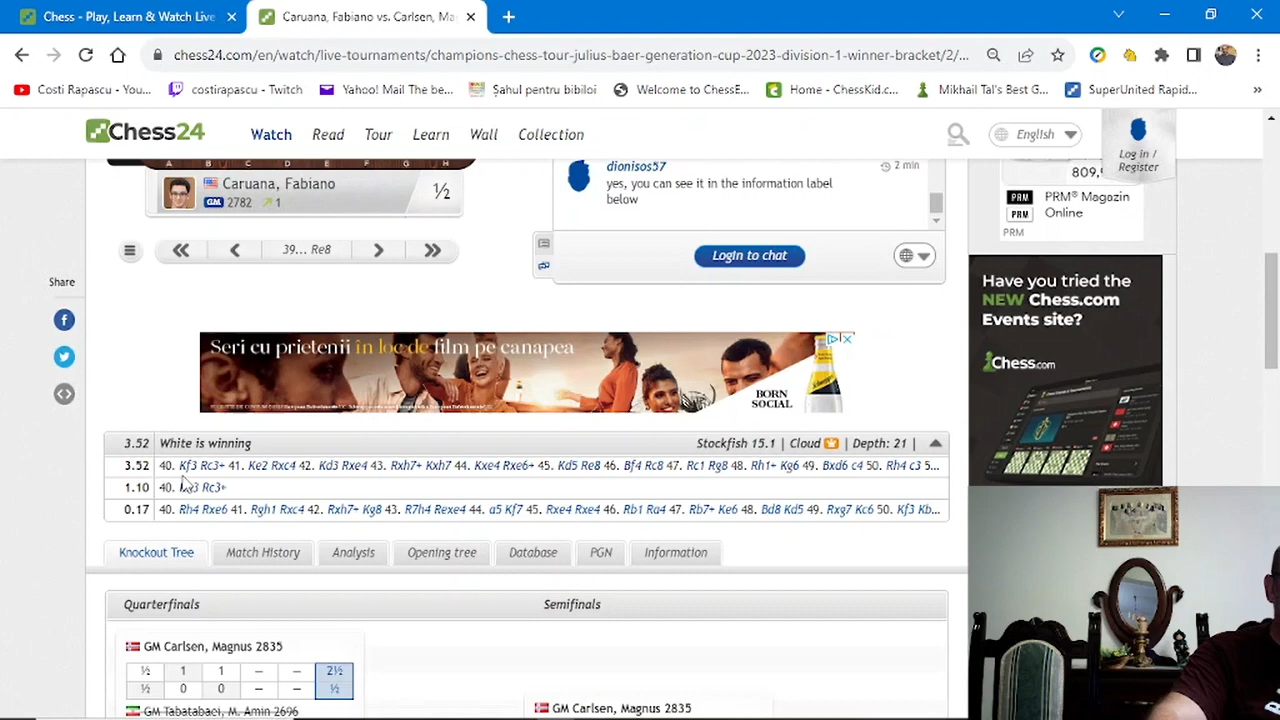 Chess - Play, Learn & Watch Live
Caruana, Fabiano vs. Carlsen, Ma
chess24.com/en/watch/live-tournaments/champions-chess-tour-julius-baer-generation-cup-2023-division-1-winner-bracket/2/...
Costi Rapascu - You...
costirapascu - Twitch
Yahoo! Mail The be...
Șahul pentru bibiloi
Welcome to ChessE...
Home - ChessKid.c...
Mikhail Tal's Best G...
SuperUnited Rapid...
»
Chess24
Watch
Read
Tour
Learn
Wall
Collection
English
Log in /
Register
A B C D E F G H
Caruana, Fabiano
GM 2782 1
½
39... Re8
dionisos57
2 min
yes, you can see it in the information label
below
Login to chat
809,
PRM PRM® Magazin
PRM Online
PRM
Share
Have you tried the
NEW Chess.com
Events site?
Chess.com
Seri cu prietenii în loc de film pe canapea
BORN
SOCIAL
3.52 White is winning
Stockfish 15.1 | Cloud | Depth: 21 |
3.52 40. Kf3 Rc3+ 41. Ke2 Rxc4 42. Kd3 Rxe4 43. Rxh7+ Kxh7 44. Kxe4 Rxe6+ 45. Kd5 Re8 46. Bf4 Rc8 47. Rc1 Rg8 48. Rh1+ Kg6 49. Bxd6 c4 50. Rh4 c3 5...
1.10 40. Rc3+
0.17 40. Rh4 Rxe6 41. Rgh1 Rxc4 42. Rxh7+ Kg8 43. R7h4 Rexe4 44. a5 Kf7 45. Rxe4 Rxe4 46. Rb1 Ra4 47. Rb7+ Ke6 48. Bd8 Kd5 49. Rxg7 Kc6 50. Kf3 Kb...
Knockout Tree
Match History
Analysis
Opening tree
Database
PGN
Information
Quarterfinals
Semifinals
GM Carlsen, Magnus 2835
½ 1 1 – – 2½
½ 0 0 – – ½
GM Tabatabaei, M. Amin 2696
GM Carlsen, Magnus 2835